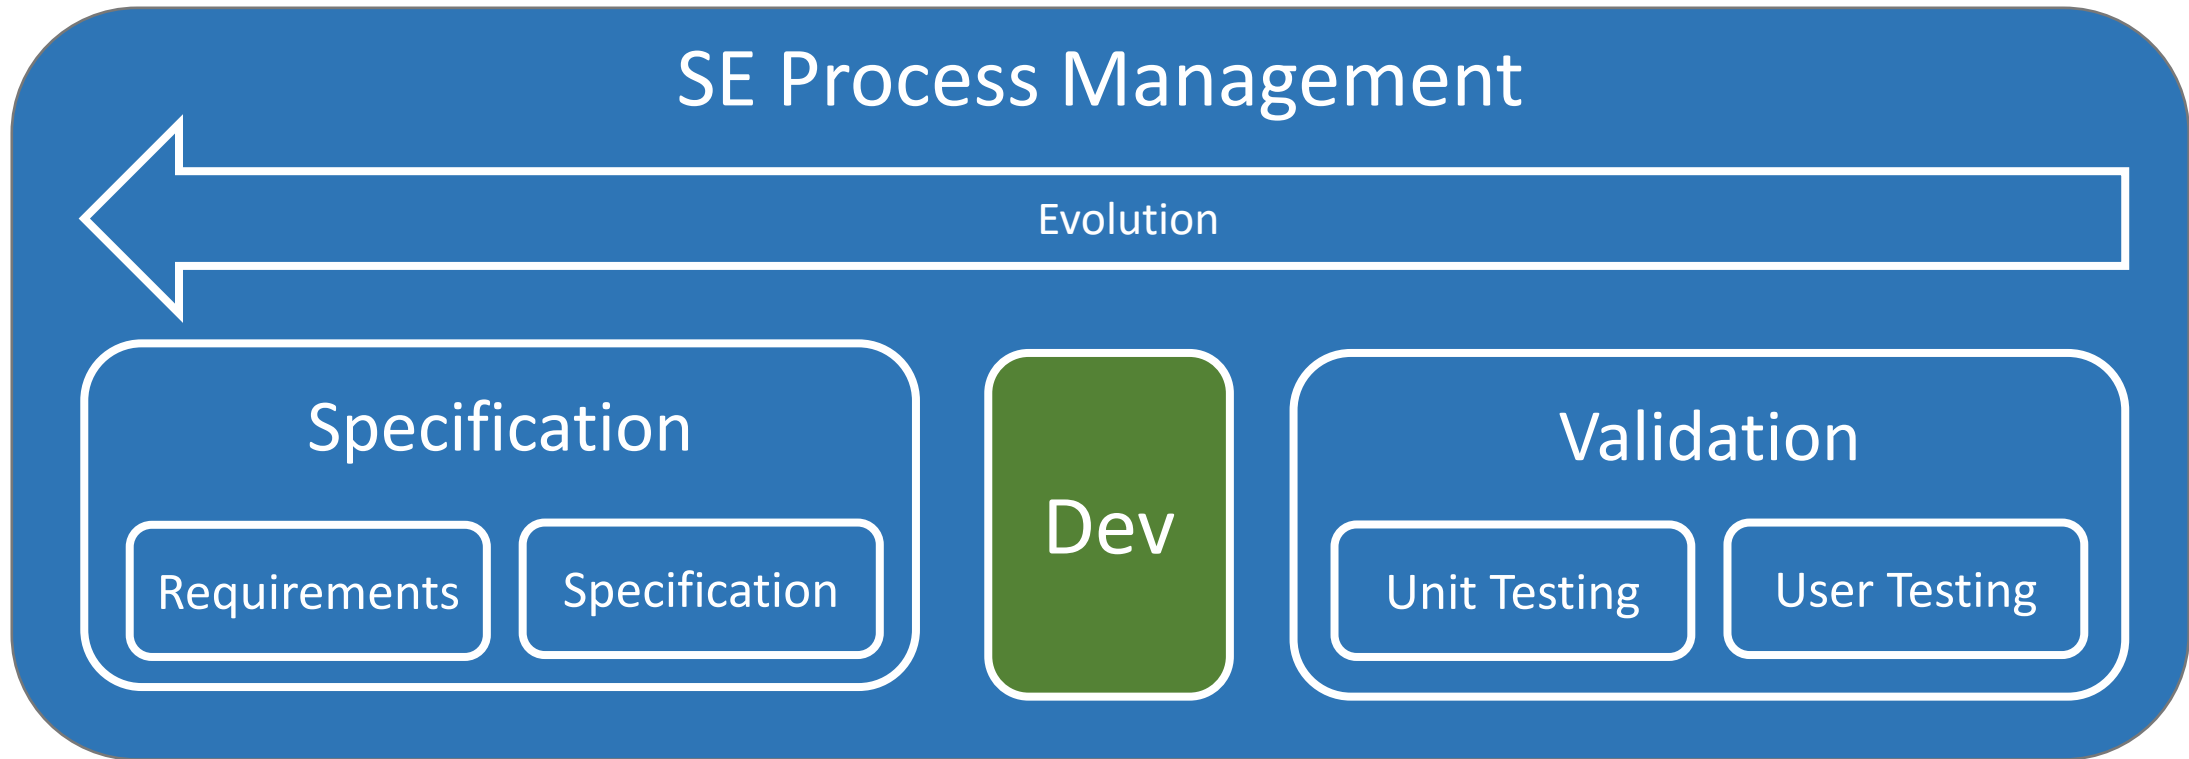 SE Process Management
Evolution
Specification
Requirements
Specification
Dev
Validation
Unit Testing
User Testing